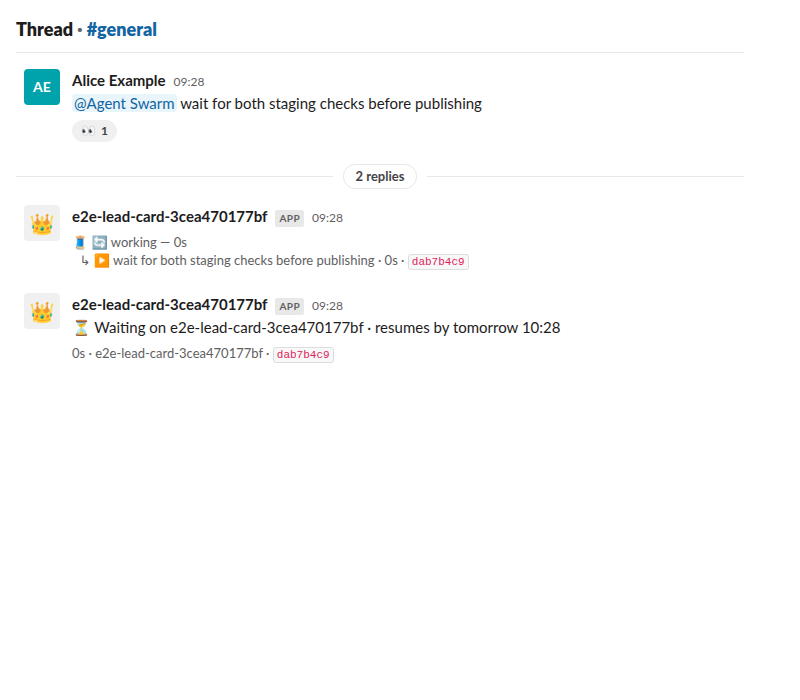 Thread • #general
AE
Alice Example 09:28
@Agent Swarm wait for both staging checks before publishing
👀 1
2 replies
e2e-lead-card-3cea470177bf APP 09:28
🧵 🔄 working — 0s
↳ ▶️ wait for both staging checks before publishing · 0s · dab7b4c9
e2e-lead-card-3cea470177bf APP 09:28
⏳ Waiting on e2e-lead-card-3cea470177bf · resumes by tomorrow 10:28
0s · e2e-lead-card-3cea470177bf · dab7b4c9